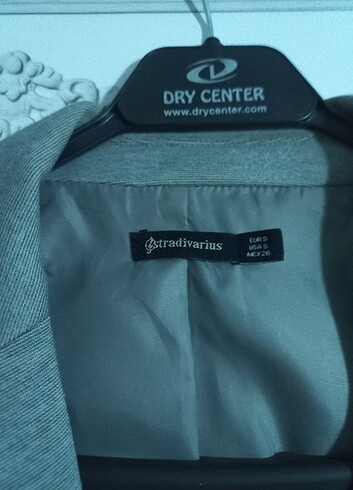 DRY CENTER
www.drycenter.com
stradivarius
EUR S
USA S
MEX 26